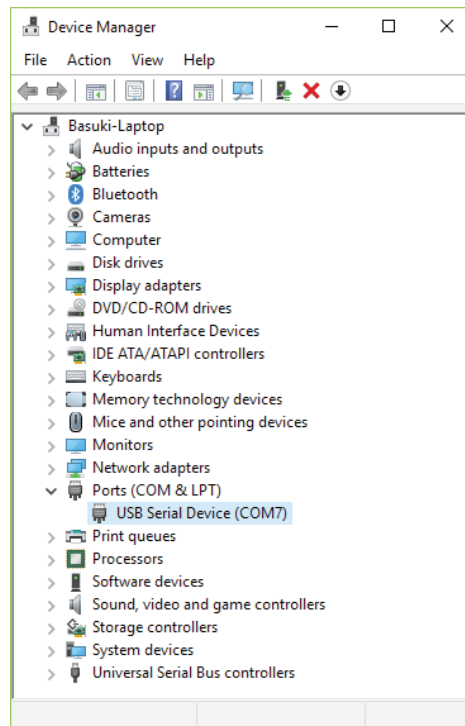 Device Manager
File Action View Help
Basuki-Laptop
Audio inputs and outputs
Batteries
Bluetooth
Cameras
Computer
Disk drives
Display adapters
DVD/CD-ROM drives
Human Interface Devices
IDE ATA/ATAPI controllers
Keyboards
Memory technology devices
Mice and other pointing devices
Monitors
Network adapters
Ports (COM & LPT)
USB Serial Device (COM7)
Print queues
Processors
Software devices
Sound, video and game controllers
Storage controllers
System devices
Universal Serial Bus controllers